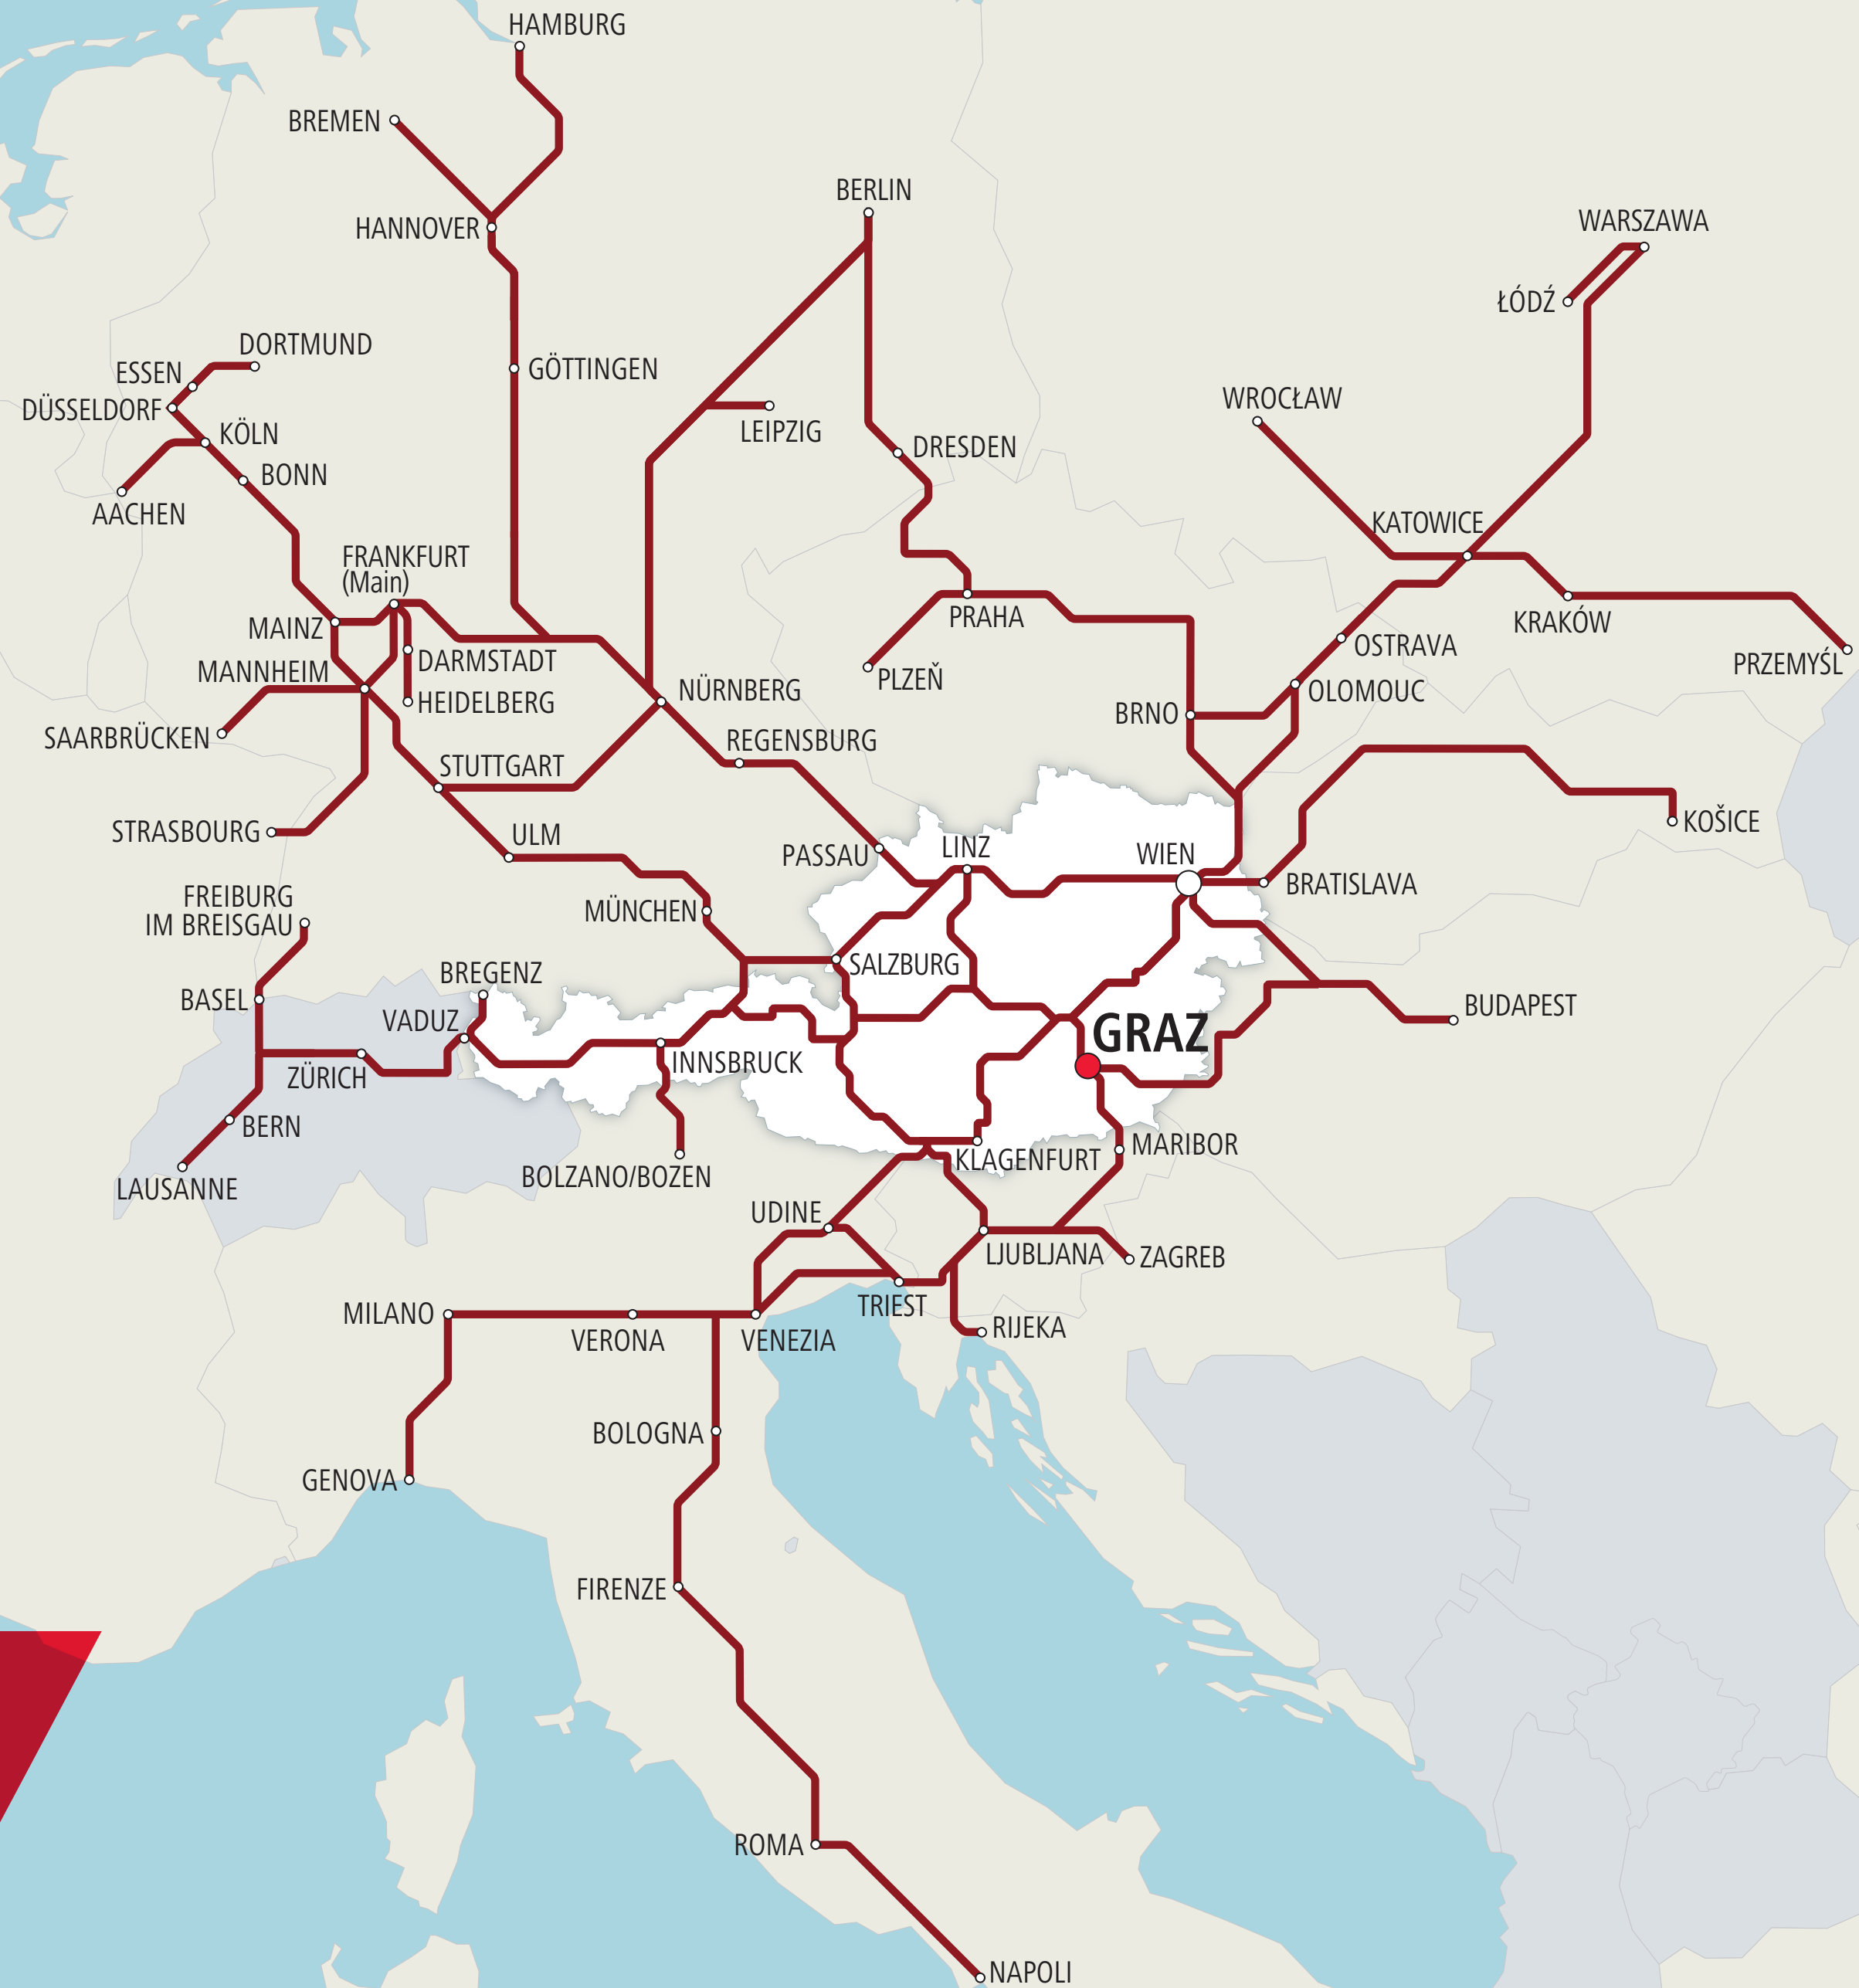 HAMBURG
BREMEN
BERLIN
HANNOVER
WARSZAWA
ŁÓDŹ
DORTMUND
ESSEN
GÖTTINGEN
DÜSSELDORF
WROCŁAW
KÖLN
LEIPZIG
DRESDEN
BONN
AACHEN
KATOWICE
FRANKFURT
(Main)
MAINZ
PRAHA
KRAKÓW
OSTRAVA
DARMSTADT
MANNHEIM
PLZEŇ
PRZEMYŚL
HEIDELBERG
NÜRNBERG
OLOMOUC
BRNO
SAARBRÜCKEN
REGENSBURG
STUTTGART
STRASBOURG
ULM
PASSAU
LINZ
WIEN
KOŠICE
BRATISLAVA
FREIBURG
IM BREISGAU
MÜNCHEN
BREGENZ
SALZBURG
BASEL
VADUZ
BUDAPEST
GRAZ
ZÜRICH
INNSBRUCK
BERN
MARIBOR
KLAGENFURT
LAUSANNE
BOLZANO/BOZEN
UDINE
LJUBLJANA
ZAGREB
MILANO
TRIEST
VERONA
VENEZIA
RIJEKA
BOLOGNA
GENOVA
FIRENZE
ROMA
NAPOLI